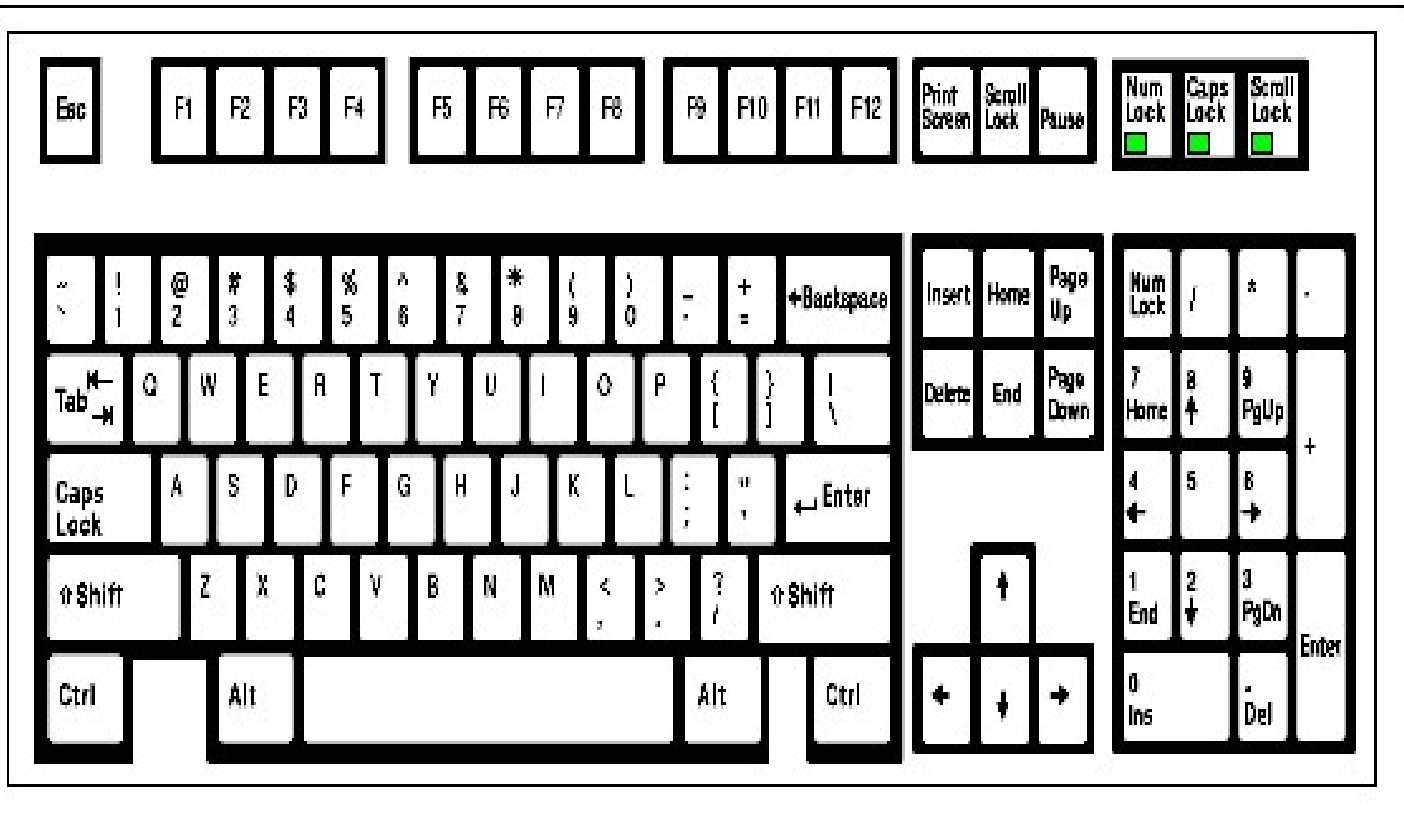 Esc F1 F2 F3 F4 F5 F6 F7 F8 F9 F10 F11 F12 Print Screen Scroll Lock Pause Num Lock Caps Lock Scroll Lock
~ ! @ # $ % ^ & * ( ) _ + ←Backspace Insert Home Page Up Num Lock / * -
` 1 2 3 4 5 6 7 8 9 0 - =
Tab Q W E R T Y U I O P { } | Delete End Page Down 7 8 9 +
[ ] \ Home ↑ PgUp
Caps Lock A S D F G H J K L : " ↵ Enter 4 5 6
; ' ← →
⇧Shift Z X C V B N M < > ? ⇧Shift ↑ 1 2 3 Enter
, . / End ↓ PgDn
Ctrl Alt Alt Ctrl ← ↓ → 0 .
Ins Del